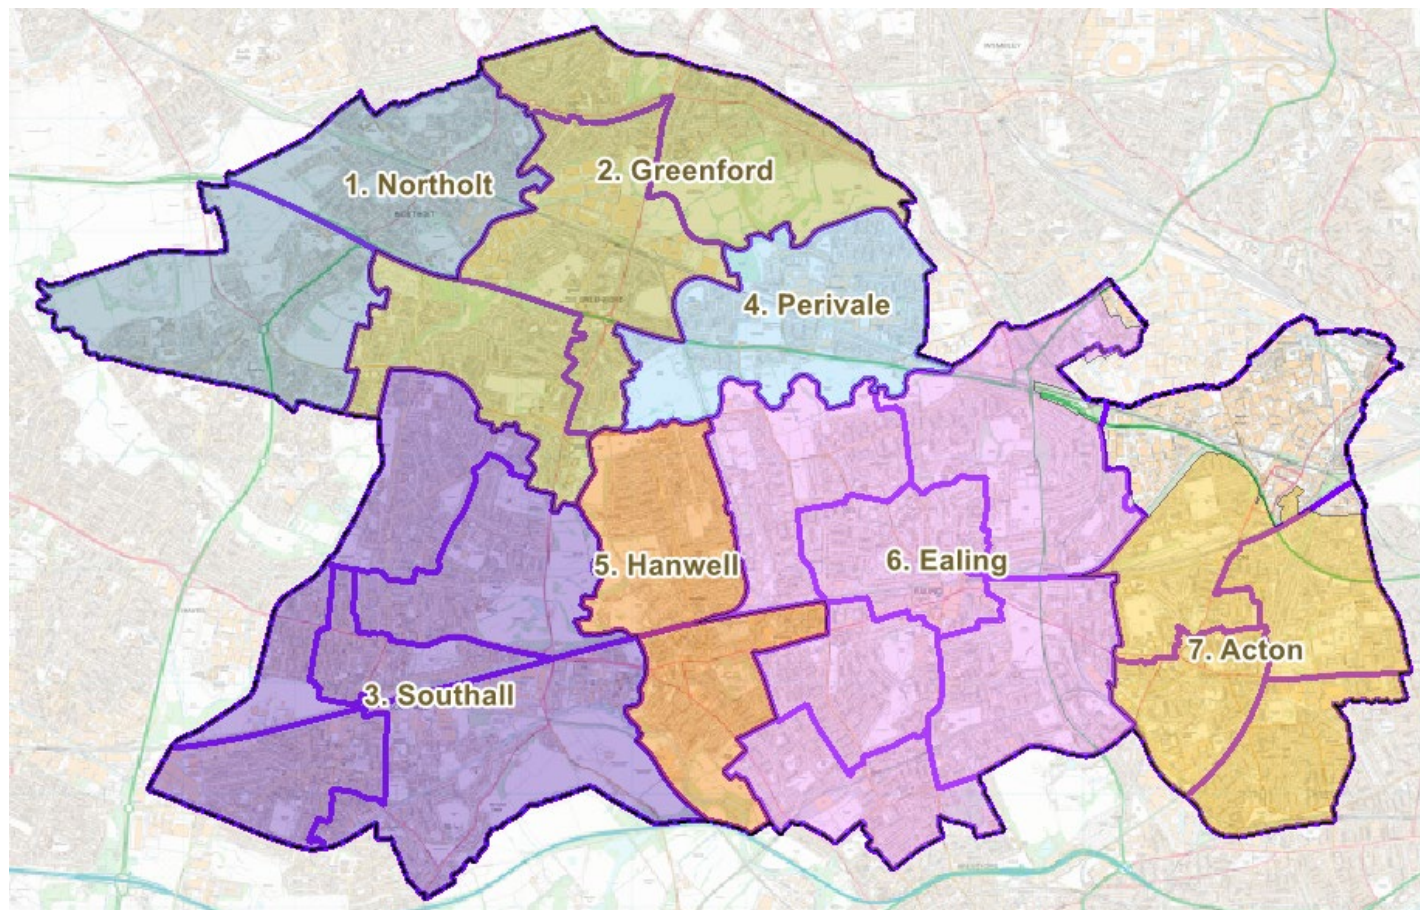 1. Northolt
2. Greenford
4. Perivale
5. Hanwell
6. Ealing
7. Acton
3. Southall